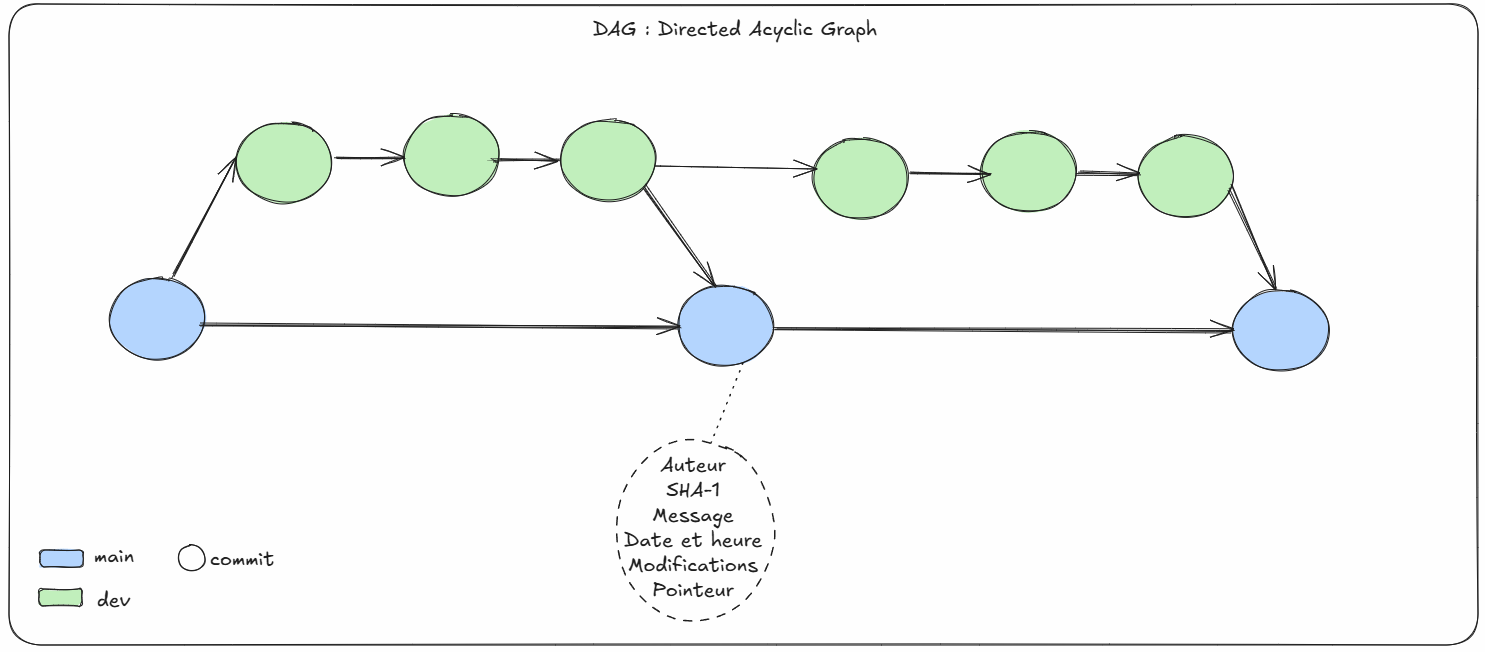 DAG : Directed Acyclic Graph
Auteur
SHA-1
Message
Date et heure
Modifications
Pointeur
main
commit
dev